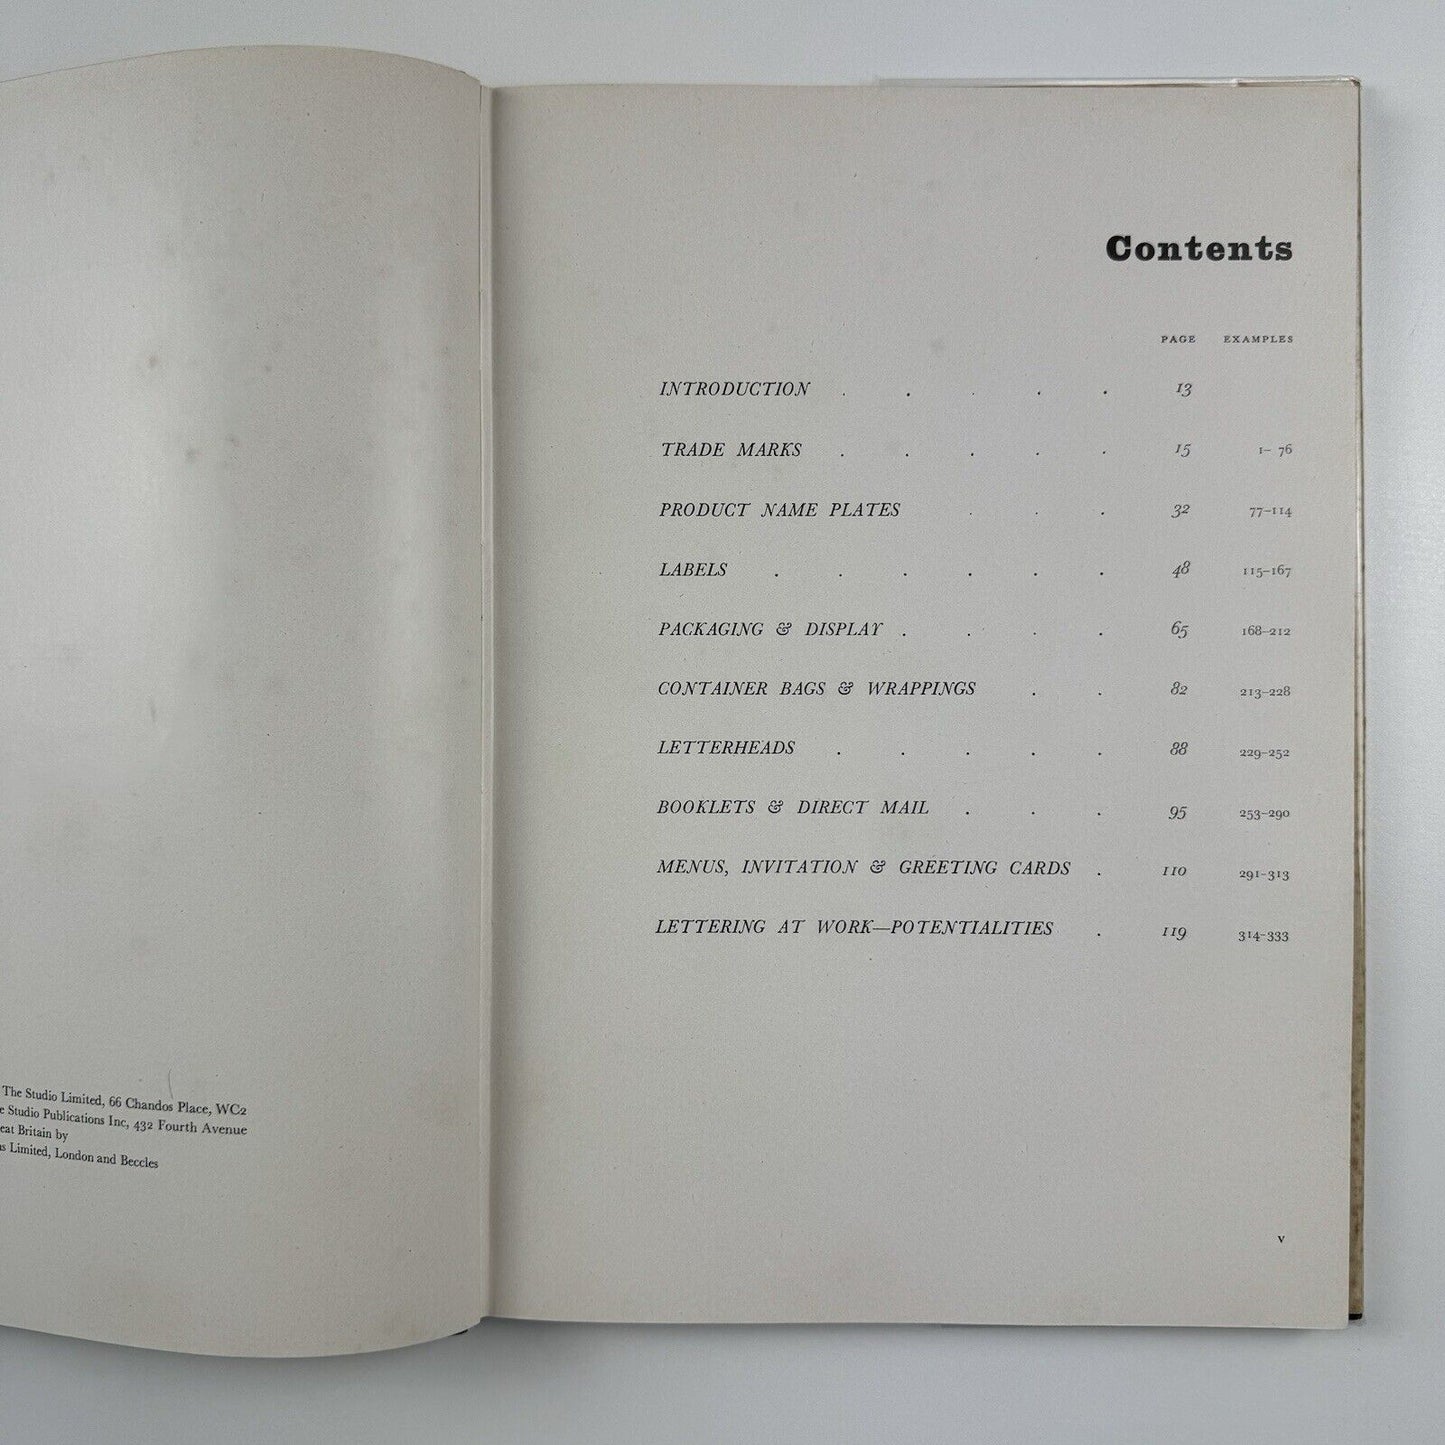 The Studio Limited, 66 Chandos Place, WC2
Studio Publications Inc, 432 Fourth Avenue
Britain by
Limited, London and Beccles
Contents
PAGE EXAMPLES
INTRODUCTION . . . . . 13
TRADE MARKS . . . . . 15 1– 76
PRODUCT NAME PLATES . . . 32 77–114
LABELS . . . . . . 48 115–167
PACKAGING & DISPLAY . . . . 65 168–212
CONTAINER BAGS & WRAPPINGS . . 82 213–228
LETTERHEADS . . . . . 88 229–252
BOOKLETS & DIRECT MAIL . . . 95 253–290
MENUS, INVITATION & GREETING CARDS . 110 291–313
LETTERING AT WORK—POTENTIALITIES . 119 314–333
v